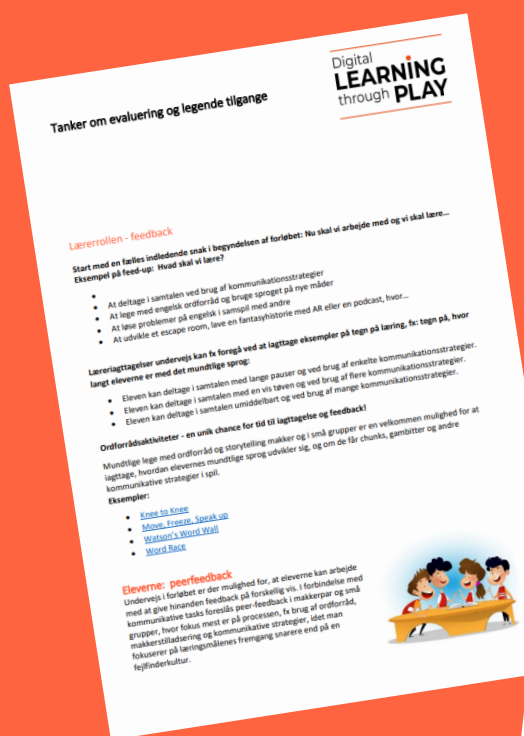 Digital
LEARNING
through PLAY
Tanker om evaluering og legende tilgange
Lærerrollen - feedback
Start med en fælles indledende snak i begyndelsen af forløbet: Nu skal vi arbejde med og vi skal lære...
Eksempel på feed-up: Hvad skal vi lære?
•
• At deltage i samtalen ved brug af kommunikationsstrategier
• At lege med engelsk ordforråd og bruge sproget på nye måder
• At løse problemer på engelsk i samspil med andre
• At udvikle et escape room, lave en fantasyhistorie med AR eller en podcast, hvor...
Læreriagttagelser undervejs kan fx foregå ved at iagttage eksempler på tegn på læring, fx: tegn på, hvor
langt eleverne er med det mundtlige sprog:
• Eleven kan deltage i samtalen med lange pauser og ved brug af enkelte kommunikationsstrategier.
• Eleven kan deltage i samtalen med en vis tøven og ved brug af flere kommunikationsstrategier.
• Eleven kan deltage i samtalen umiddelbart og ved brug af mange kommunikationsstrategier.
Ordforrådsaktiviteter - en unik chance for tid til iagttagelse og feedback!
Mundtlige lege med ordforråd og storytelling makker og i små grupper er en velkommen mulighed for at
iagttage, hvordan elevernes mundtlige sprog udvikler sig, og om de får chunks, gambitter og andre
kommunikative strategier i spil.
Eksempler:
• Knee to Knee
• Move, Freeze, Speak up
• Watson's Word Wall
• Word Race
Eleverne: peerfeedback
Undervejs i forløbet er der mulighed for, at eleverne kan arbejde
med at give hinanden feedback på forskellig vis. I forbindelse med
kommunikative tasks foreslås peer-feedback i makkerpar og små
grupper, hvor fokus mest er på processen, fx brug af ordforråd,
makkerstilladsering og kommunikative strategier, idet man
fokuserer på læringsmålenes fremgang snarere end på en
fejlfinderkultur.